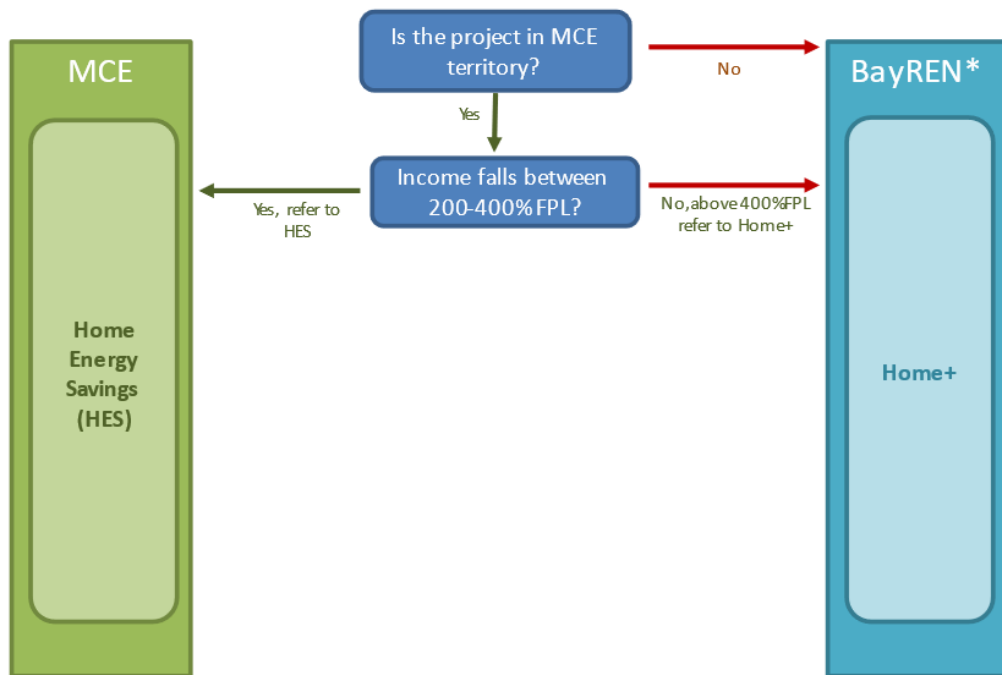 Is the project in MCE
territory?
MCE
BayREN*
No
Yes
Income falls between
200-400% FPL?
Yes, refer to
HES
No, above 400% FPL
refer to Home+
Home
Energy
Savings
(HES)
Home+